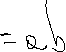 = ab